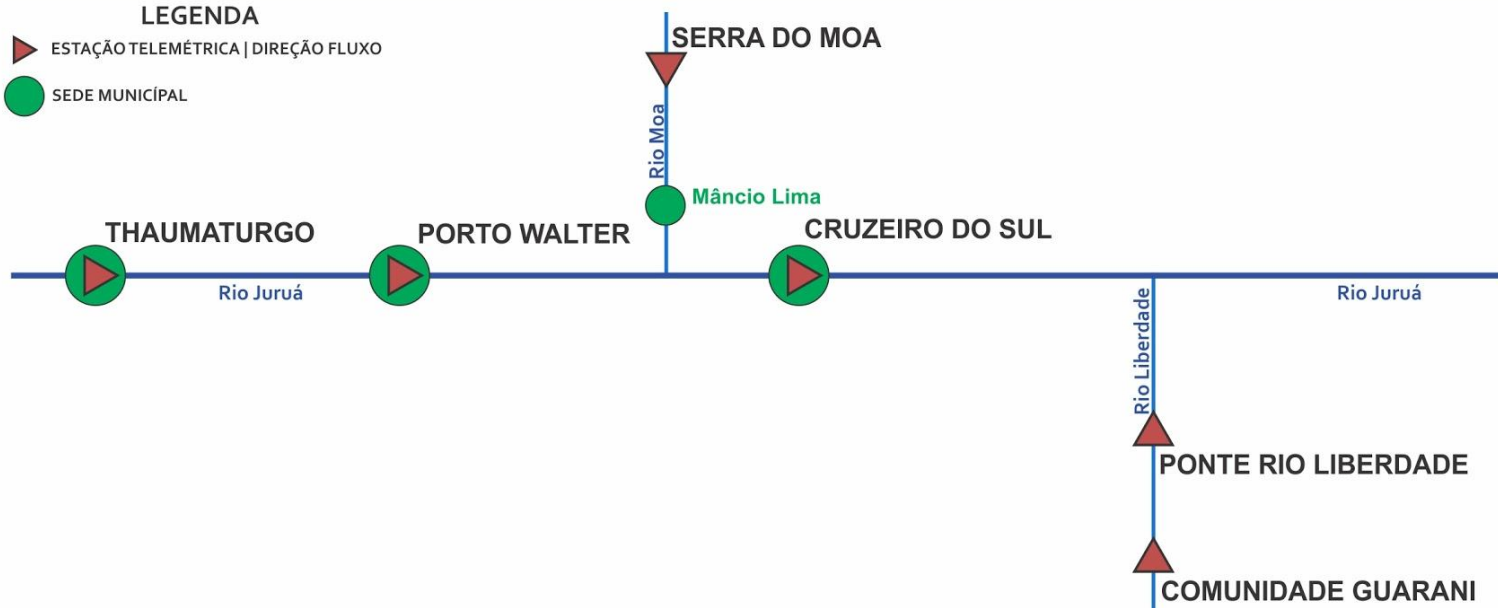 LEGENDA
ESTAÇÃO TELEMÉTRICA | DIREÇÃO FLUXO
SEDE MUNICÍPAL
SERRA DO MOA
Rio Moa
Mâncio Lima
THAUMATURGO
PORTO WALTER
CRUZEIRO DO SUL
Rio Juruá
Rio Juruá
Rio Liberdade
PONTE RIO LIBERDADE
COMUNIDADE GUARANI